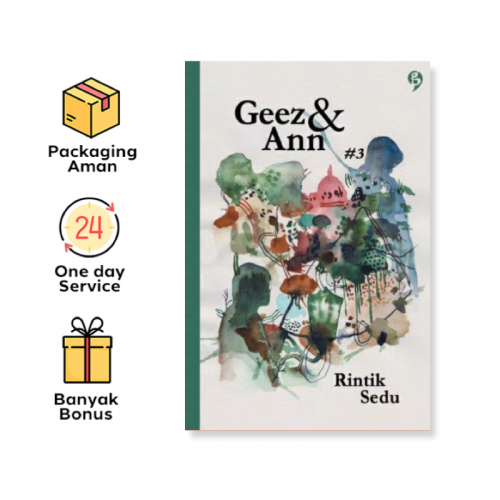 Packaging
Aman
24
One day
Service
Banyak
Bonus
g
Geez &
Ann
#3
Rintik
Sedu